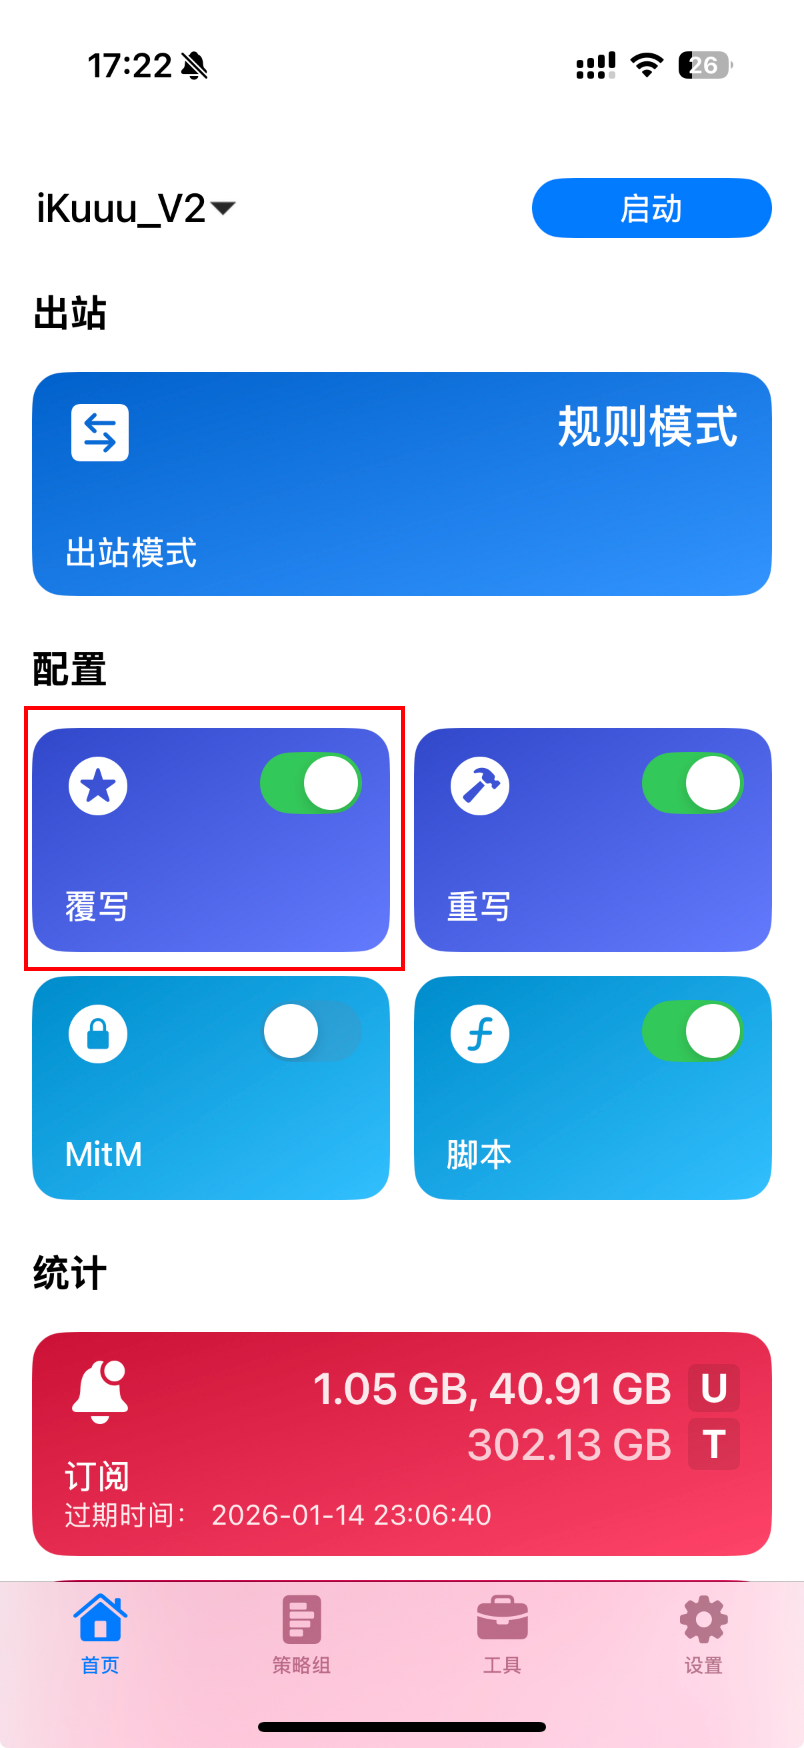 17:22
26
iKuuu_V2
启动
出站
规则模式
出站模式
配置
覆写
重写
MitM
脚本
统计
1.05 GB, 40.91 GB U
302.13 GB T
订阅
过期时间： 2026-01-14 23:06:40
首页
策略组
工具
设置